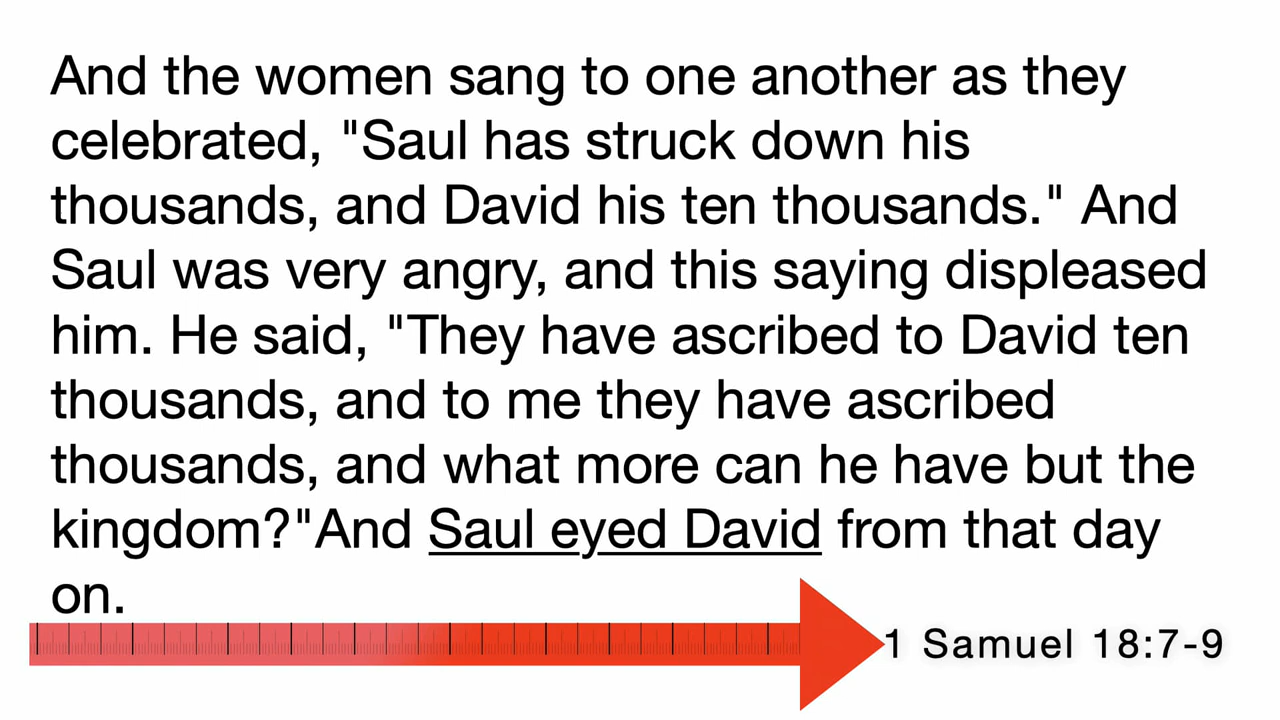 And the women sang to one another as they
celebrated, "Saul has struck down his
thousands, and David his ten thousands." And
Saul was very angry, and this saying displeased
him. He said, "They have ascribed to David ten
thousands, and to me they have ascribed
thousands, and what more can he have but the
kingdom?"And Saul eyed David from that day
on.
1 Samuel 18:7-9